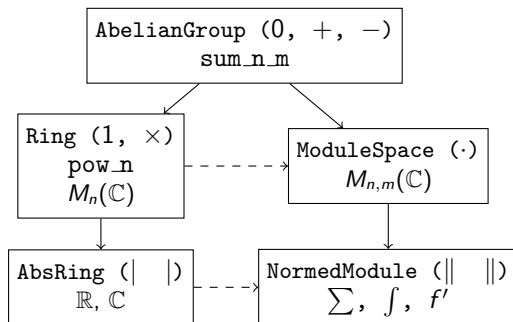 AbelianGroup (0, +, −)
sum_n_m
Ring (1, ×)
pow_n
Mₙ(ℂ)
ModuleSpace (·)
Mₙ,ₘ(ℂ)
AbsRing (| |)
ℝ, ℂ
NormedModule (‖ ‖)
∑, ∫, f′